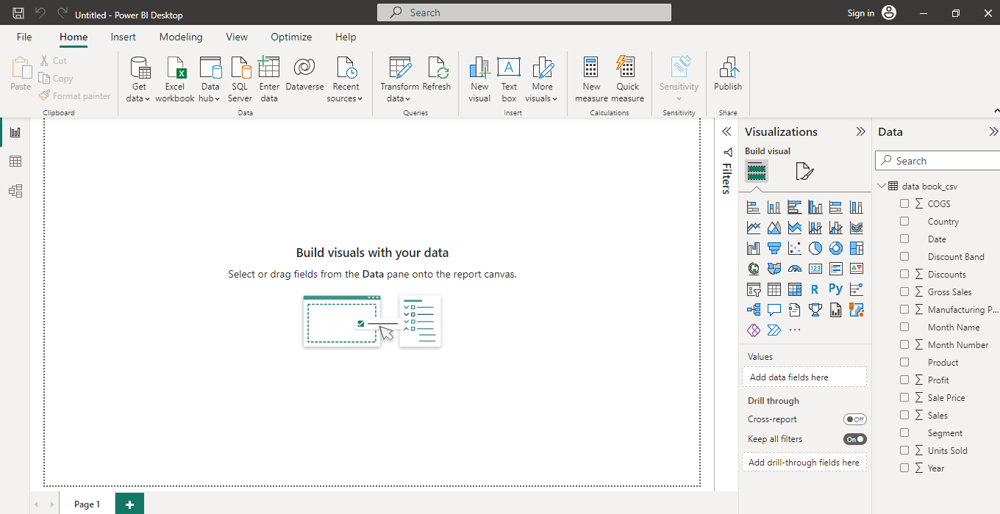 Untitled - Power BI Desktop
Search
Sign in
File Home Insert Modeling View Optimize Help
Paste
Cut
Copy
Format painter
Clipboard
Get data
Excel workbook
Data hub
SQL Server
Enter data
Dataverse
Recent sources
Data
Transform data
Refresh
Queries
New visual
Text box
More visuals
Insert
New measure
Quick measure
Calculations
Sensitivity
Sensitivity
Publish
Share
Build visuals with your data
Select or drag fields from the Data pane onto the report canvas.
Page 1
Filters
Visualizations
Build visual
123
R
Py
Values
Add data fields here
Drill through
Cross-report
Off
Keep all filters
On
Add drill-through fields here
Data
Search
data book_csv
COGS
Country
Date
Discount Band
Discounts
Gross Sales
Manufacturing P...
Month Name
Month Number
Product
Profit
Sale Price
Sales
Segment
Units Sold
Year